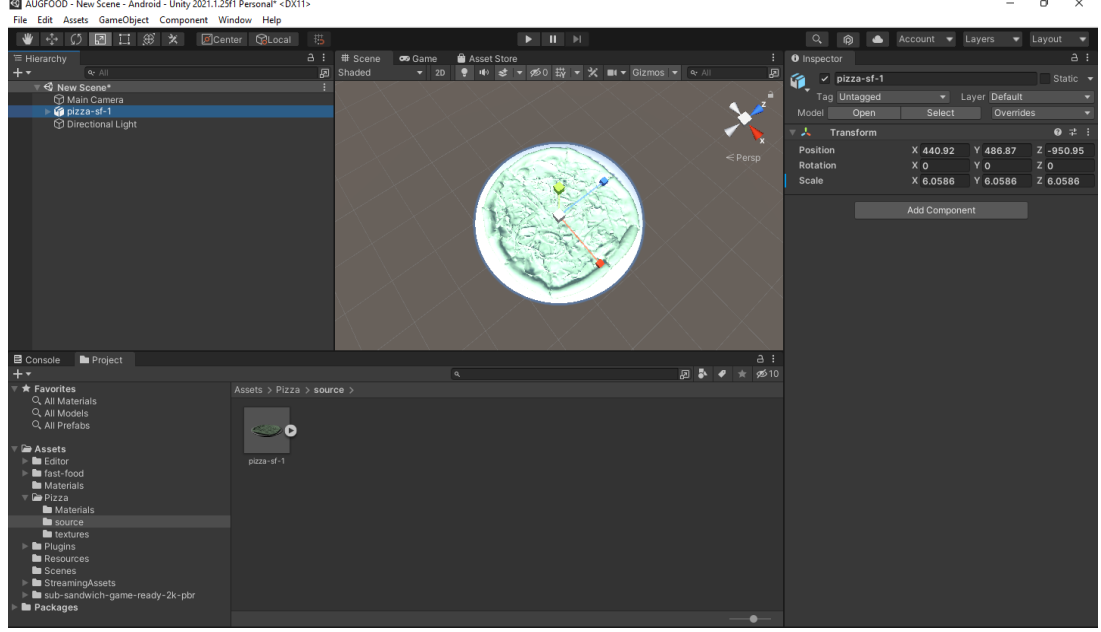 AUGFOOD - New Scene - Android - Unity 2021.1.25f1 Personal* <DX11>
File Edit Assets GameObject Component Window Help
Center Local Account Layers Layout
Hierarchy
All
New Scene*
Main Camera
pizza-sf-1
Directional Light
Scene Game Asset Store
Shaded 2D 0 Gizmos All
z
x
Persp
Inspector
pizza-sf-1 Static
Tag Untagged Layer Default
Model Open Select Overrides
Transform
Position X 440.92 Y 486.87 Z -950.95
Rotation X 0 Y 0 Z 0
Scale X 6.0586 Y 6.0586 Z 6.0586
Add Component
Console Project
10
Favorites
All Materials
All Models
All Prefabs
Assets
Editor
fast-food
Materials
Pizza
Materials
source
textures
Plugins
Resources
Scenes
StreamingAssets
sub-sandwich-game-ready-2k-pbr
Packages
Assets > Pizza > source >
pizza-sf-1